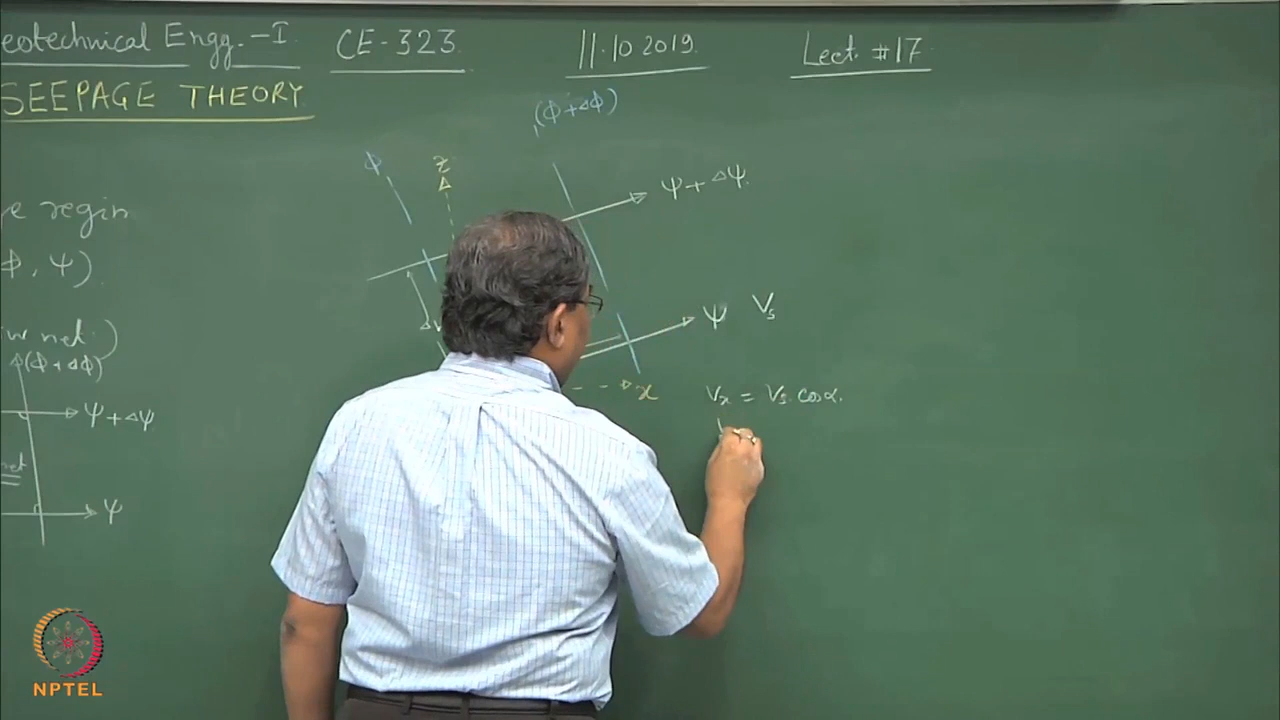 eotechnical Engg.-I CE-323 11.10 2019 Lect. #17
SEEPAGE THEORY
(Φ+ΔΦ)
Φ
z
Ψ+ΔΨ
e regin
Φ, Ψ).
w net.)
(Φ+ΔΦ)
Ψ+ΔΨ
net
Ψ
Ψ Vs
x
Vx = Vs. cosα.
NPTEL